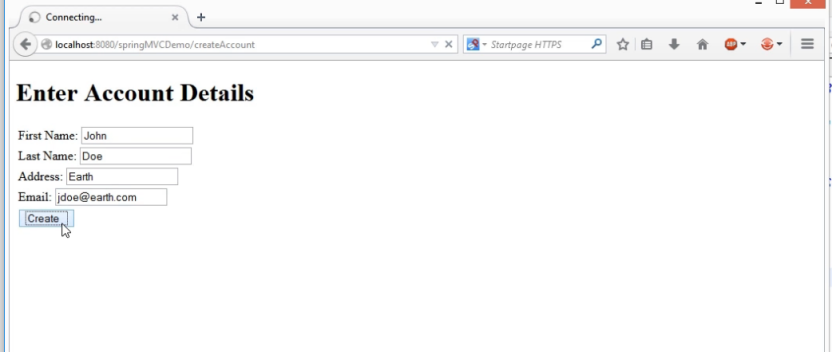 Connecting...
localhost:8080/springMVCDemo/createAccount
Startpage HTTPS
Enter Account Details
First Name: John
Last Name: Doe
Address: Earth
Email: jdoe@earth.com
Create